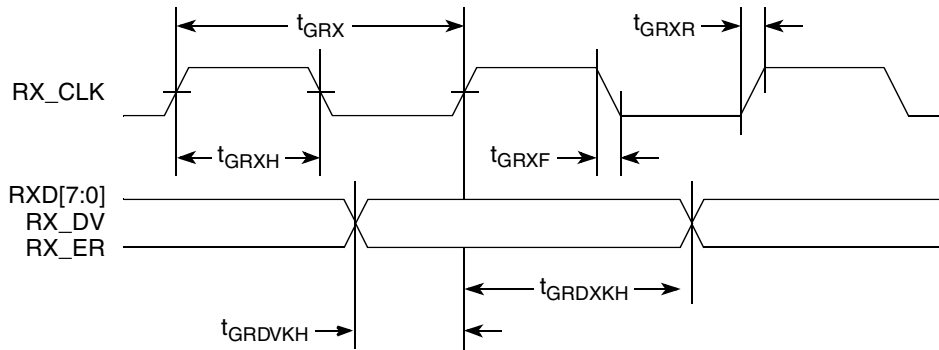 tGRX
tGRXR
RX_CLK
tGRXH
tGRXF
RXD[7:0]
RX_DV
RX_ER
tGRDXKH
tGRDVKH